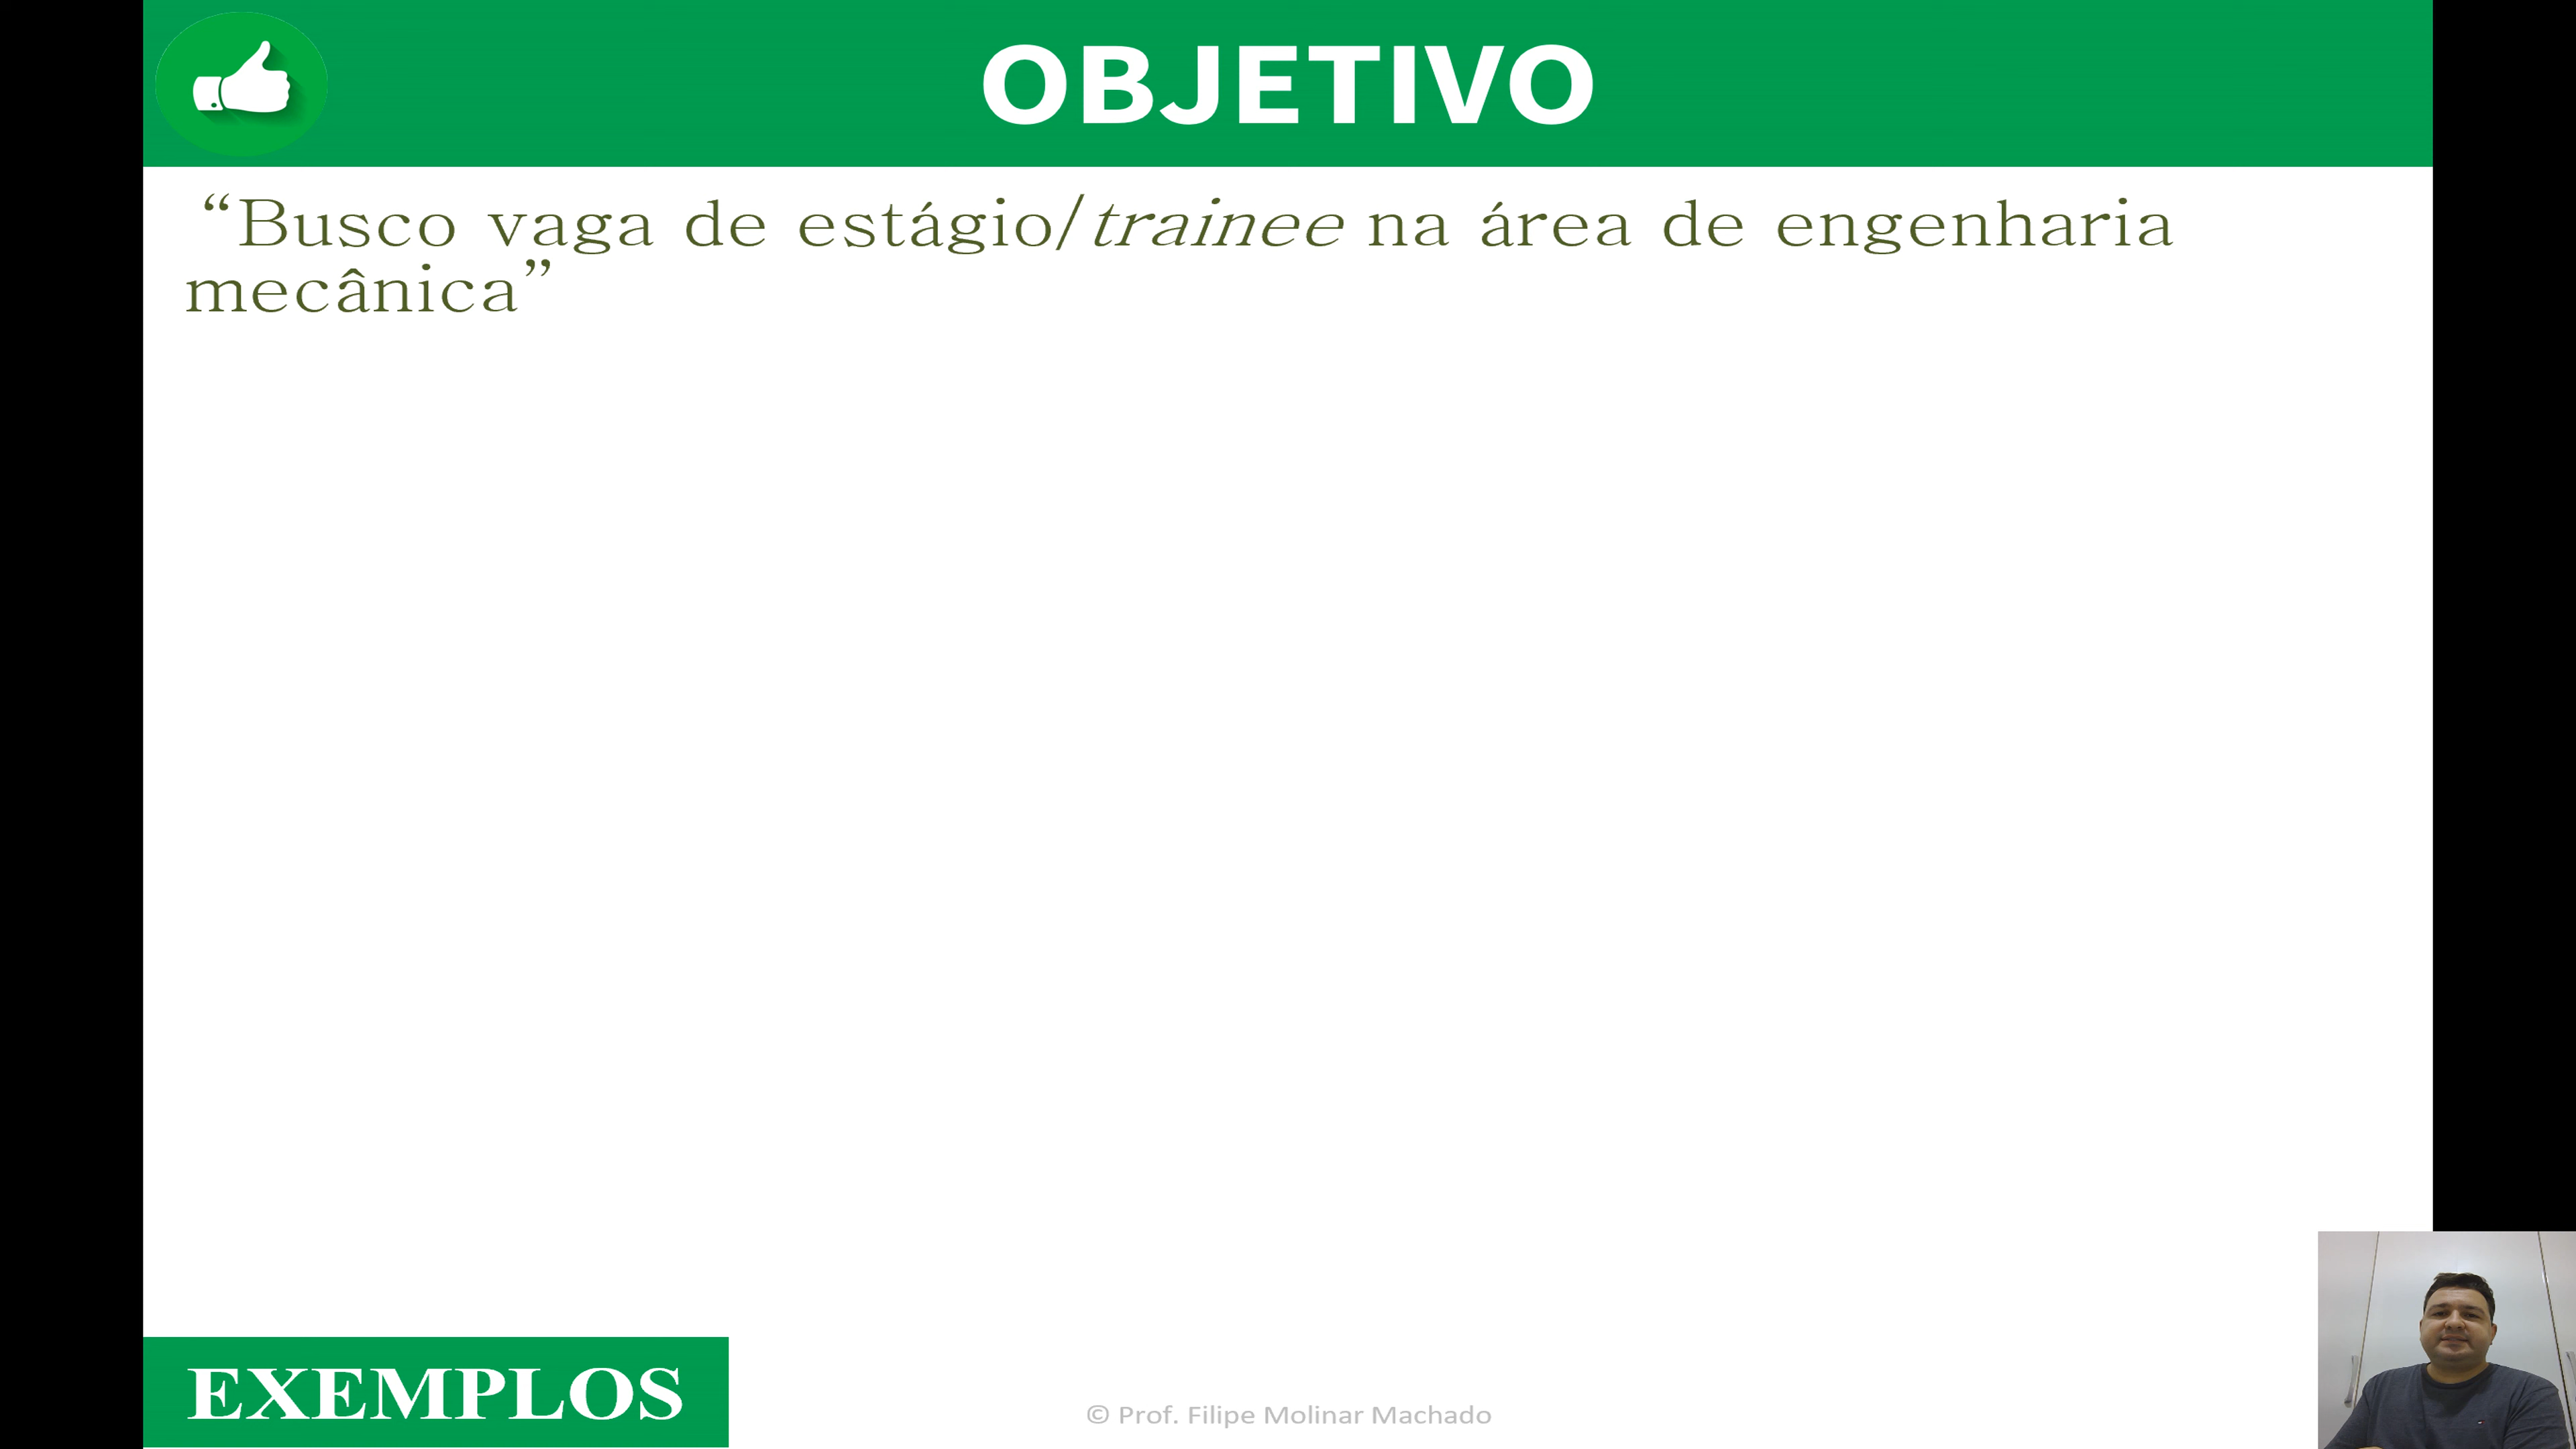 OBJETIVO
“Busco vaga de estágio/trainee na área de engenharia
mecânica”
EXEMPLOS
© Prof. Filipe Molinar Machado